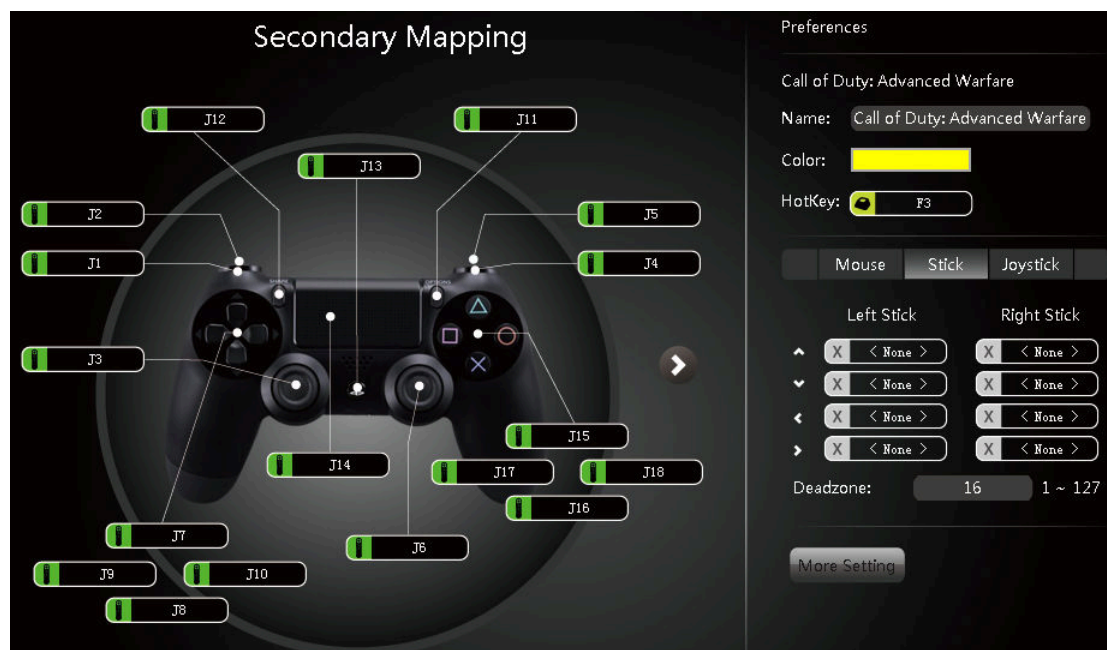 Secondary Mapping
J12
J11
J13
J2
J5
J1
J4
J3
J15
J14
J17
J18
J16
J7
J6
J9
J10
J8
Preferences
Call of Duty: Advanced Warfare
Name: Call of Duty: Advanced Warfare
Color:
HotKey: F3
Mouse Stick Joystick
Left Stick Right Stick
X < None > X < None >
X < None > X < None >
X < None > X < None >
X < None > X < None >
Deadzone: 16 1 ~ 127
More Setting